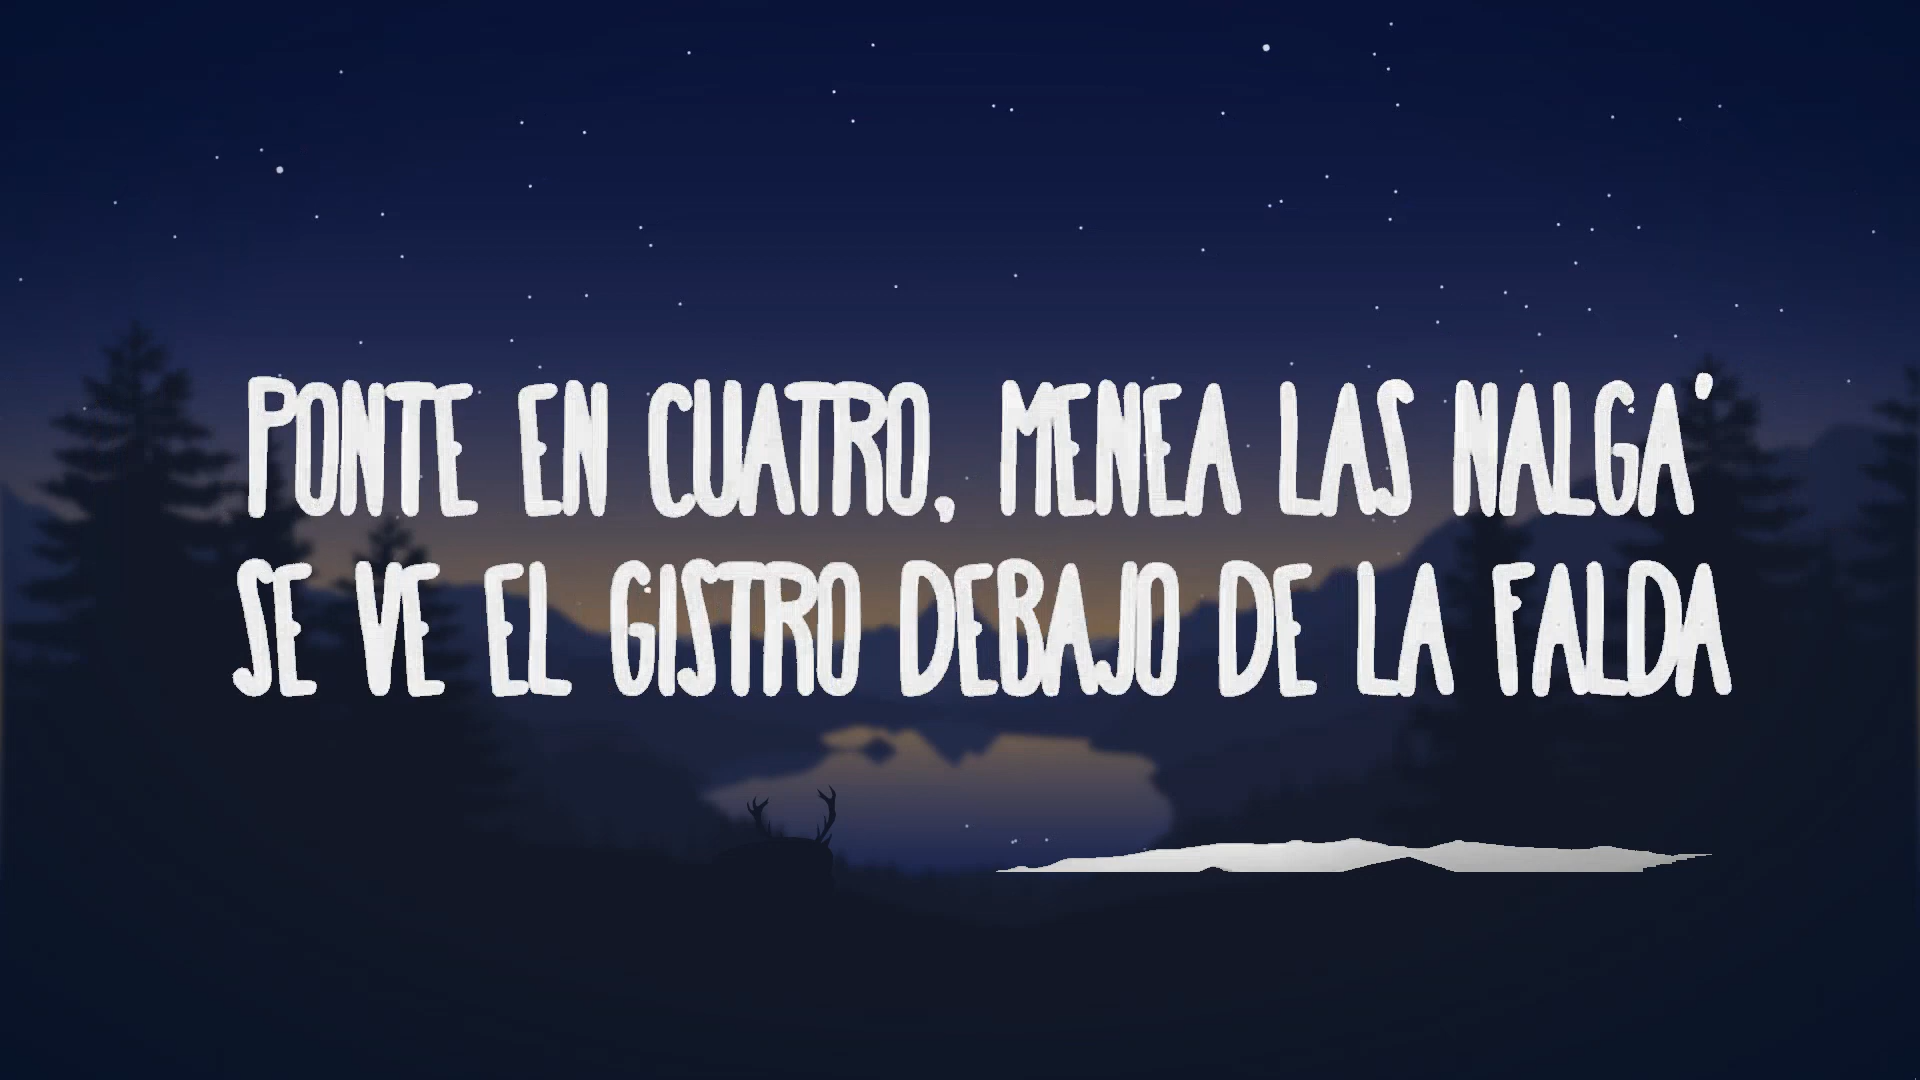 PONTE EN CUATRO, MENEA LAS NALGA'
SE VE EL GISTRO DEBAJO DE LA FALDA